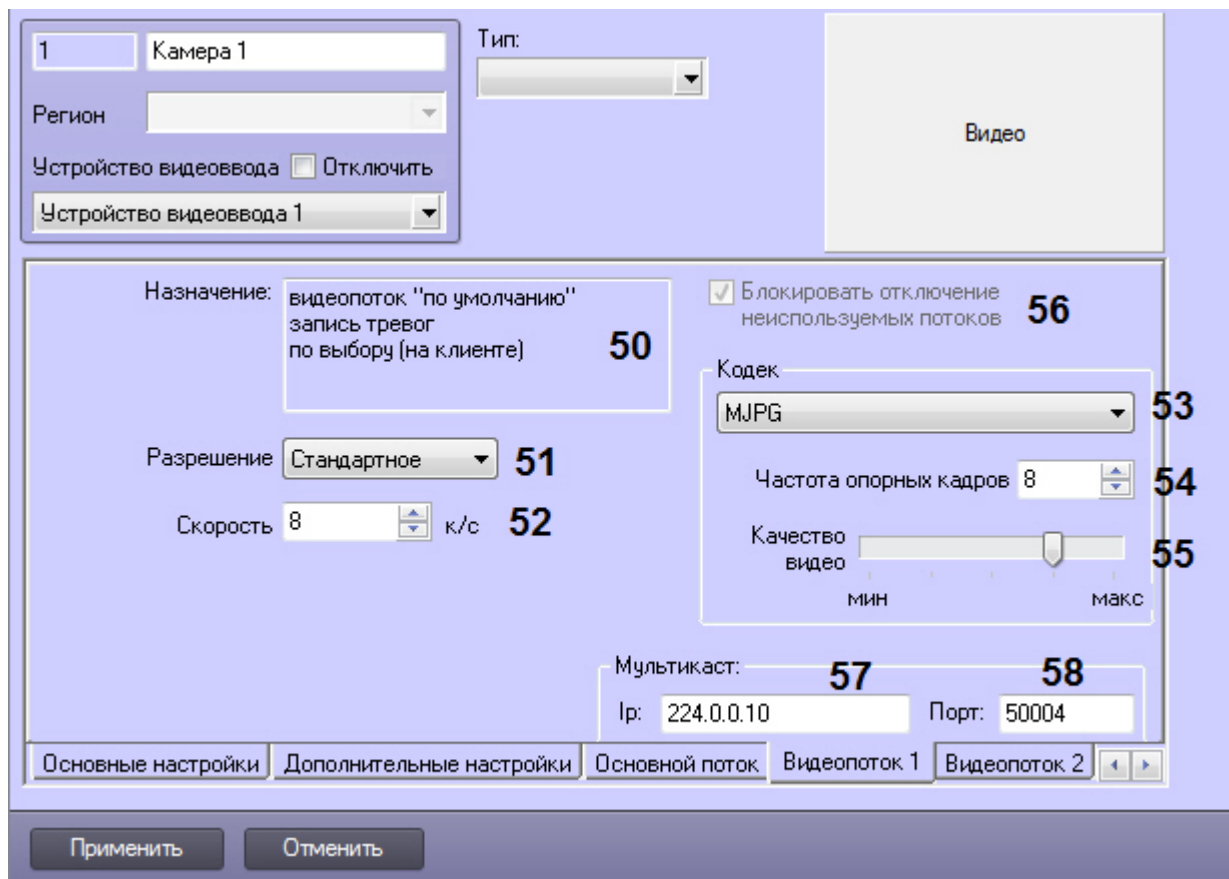 1
Камера 1
Тип:
Регион
Устройство видеоввода
Отключить
Устройство видеоввода 1
Видео
Назначение:
видеопоток "по умолчанию"
запись тревог
по выбору (на клиенте)
50
Блокировать отключение
неиспользуемых потоков
56
Кодек
MJPG
53
Разрешение
Стандартное
51
Частота опорных кадров
8
54
Скорость
8
к/с
52
Качество
видео
55
мин
макс
Мультикаст:
57
58
Ip:
224.0.0.10
Порт:
50004
Основные настройки
Дополнительные настройки
Основной поток
Видеопоток 1
Видеопоток 2
Применить
Отменить